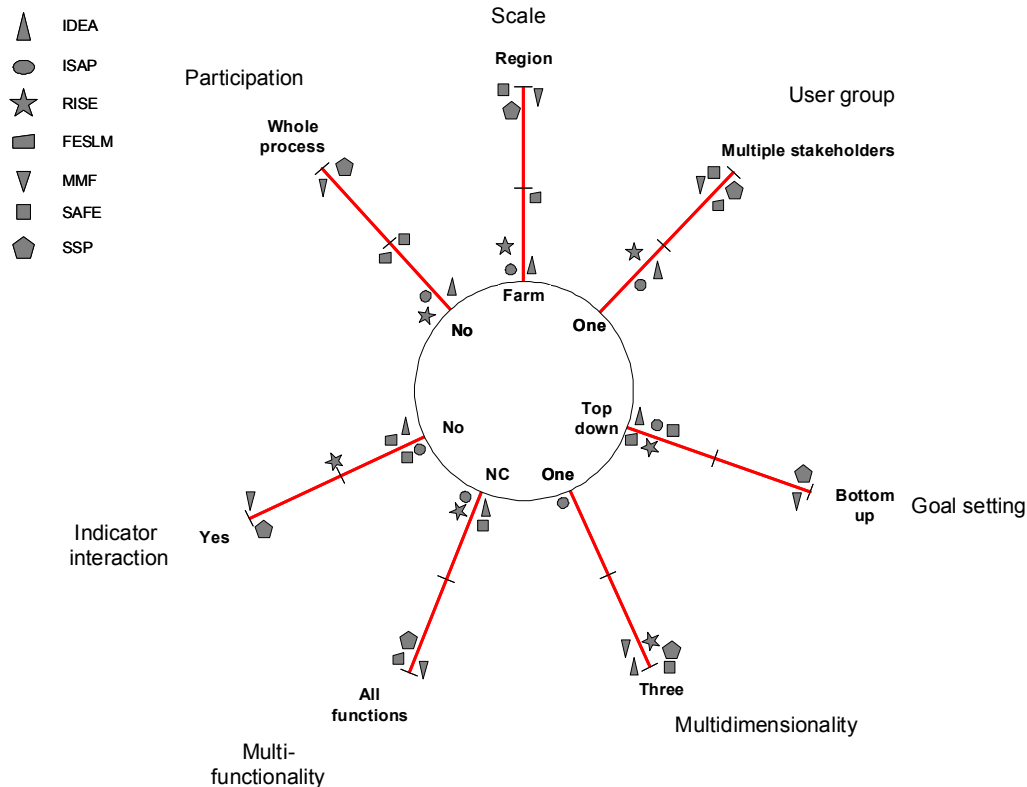 IDEA
ISAP
RISE
FESLM
MMF
SAFE
SSP
Scale
Region
Participation
User group
Whole
process
Multiple stakeholders
Farm
No
One
Top
down
No
NC
One
Bottom
up
Goal setting
Indicator
interaction
Yes
All
functions
Three
Multidimensionality
Multi-
functionality